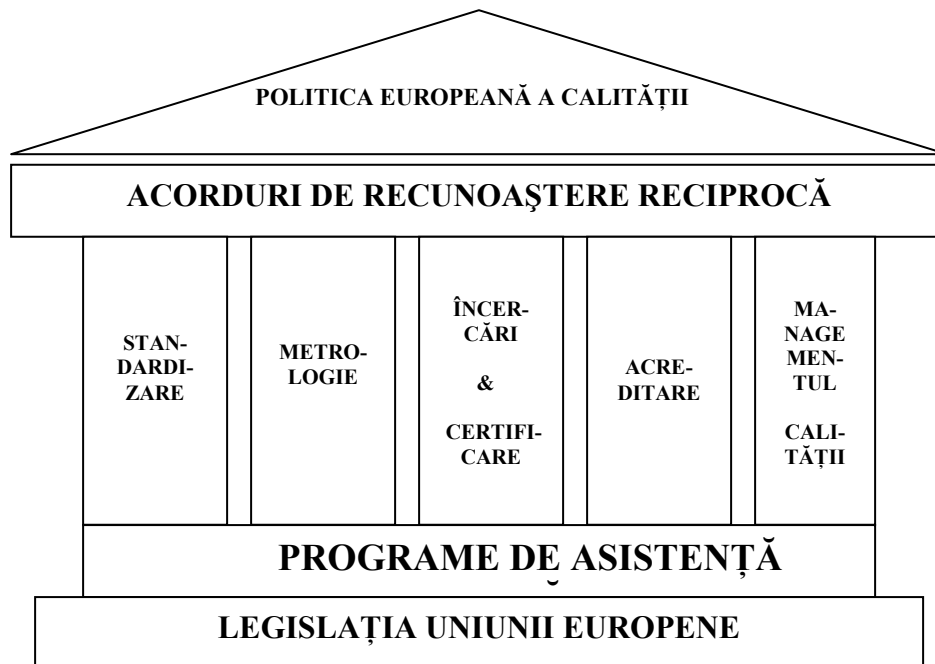 POLITICA EUROPEANĂ A CALITĂȚII
ACORDURI DE RECUNOAŞTERE RECIPROCĂ
STAN-
DARDI-
ZARE
METRO-
LOGIE
ÎNCER-
CĂRI
&
CERTIFI-
CARE
ACRE-
DITARE
MA-
NAGE
MEN-
TUL
CALI-
TĂȚII
PROGRAME DE ASISTENȚĂ
LEGISLAȚIA UNIUNII EUROPENE